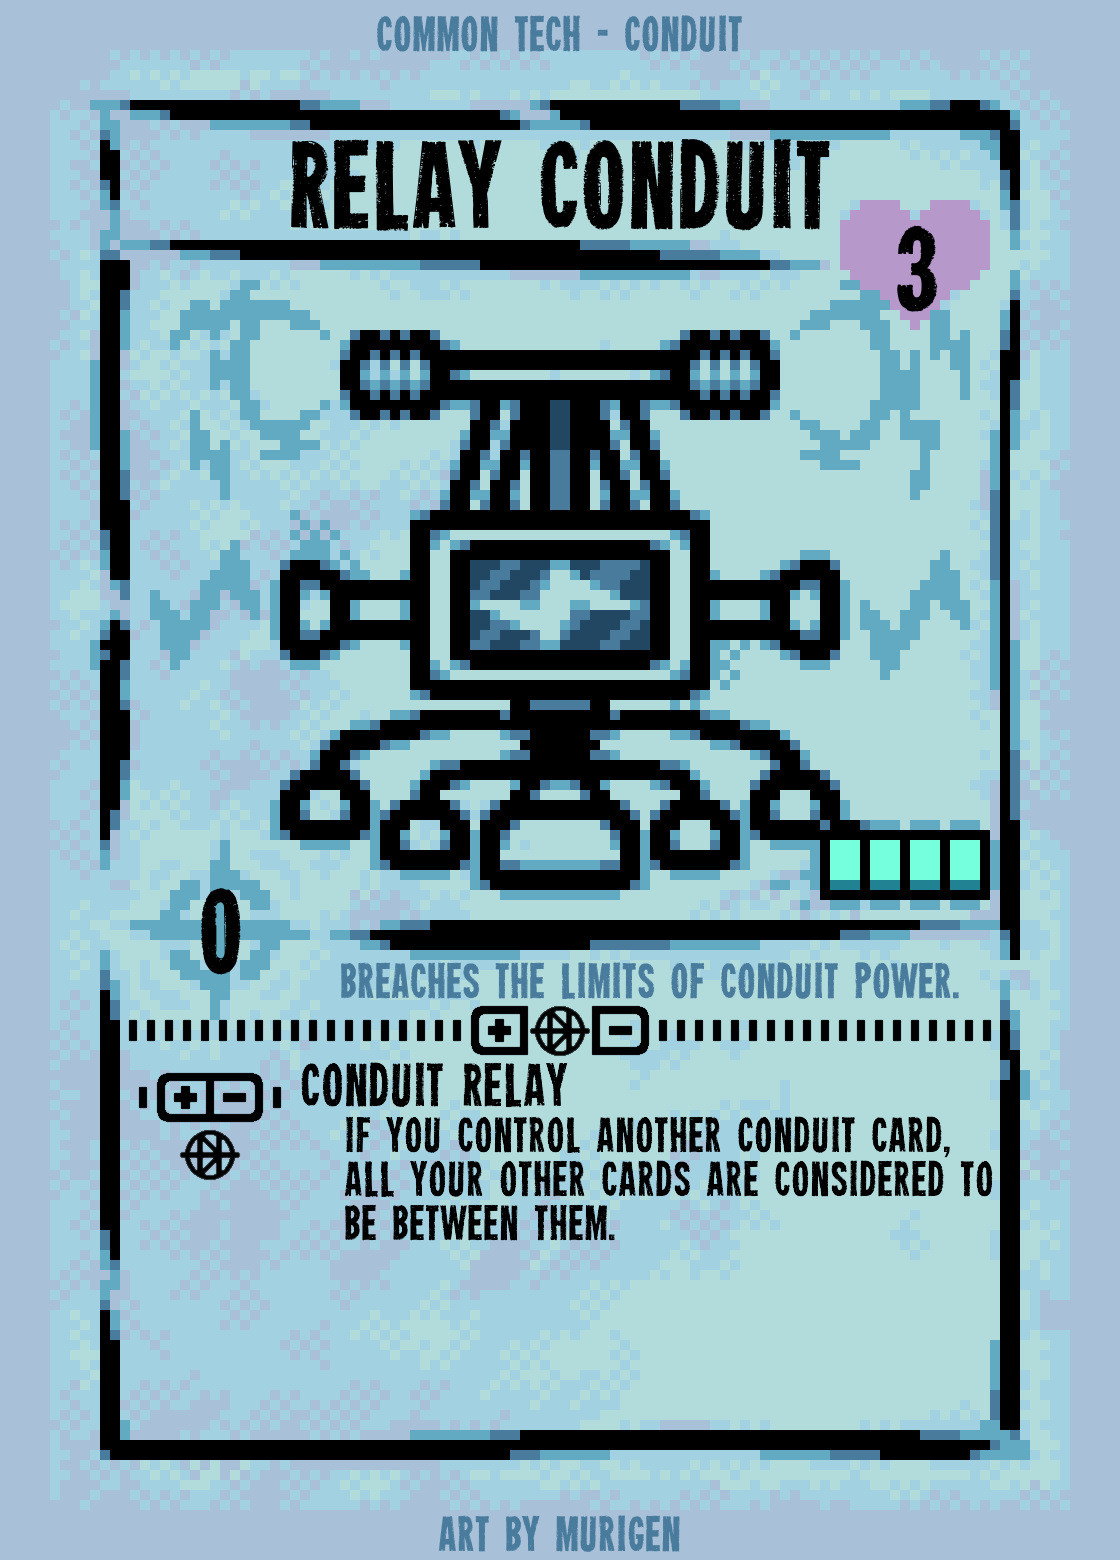 COMMON TECH - CONDUIT
RELAY CONDUIT
3
0
BREACHES THE LIMITS OF CONDUIT POWER.
CONDUIT RELAY
IF YOU CONTROL ANOTHER CONDUIT CARD,
ALL YOUR OTHER CARDS ARE CONSIDERED TO
BE BETWEEN THEM.
ART BY MURIGEN